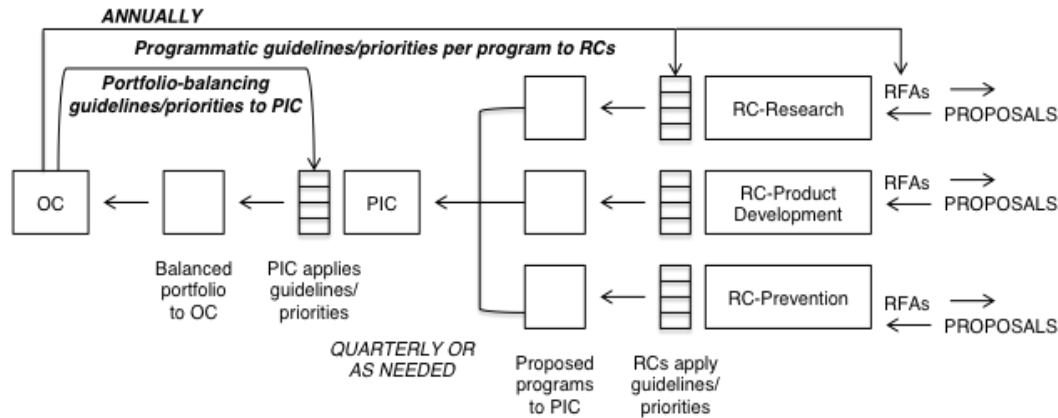 ANNUALLY
Programmatic guidelines/priorities per program to RCs
Portfolio-balancing
guidelines/priorities to PIC
RFAs
PROPOSALS
RC-Research
OC
PIC
RC-Product
Development
RFAs
PROPOSALS
Balanced
portfolio
to OC
PIC applies
guidelines/
priorities
RC-Prevention
RFAs
PROPOSALS
QUARTERLY OR
AS NEEDED
Proposed
programs
to PIC
RCs apply
guidelines/
priorities